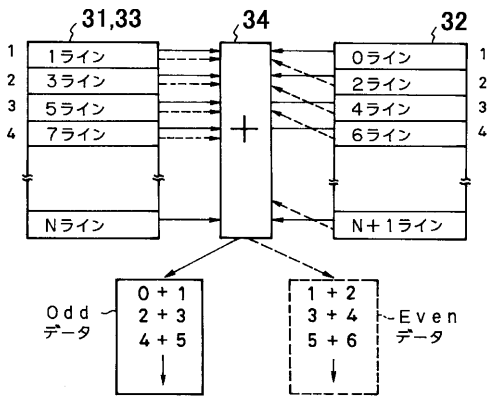 31,33
34
32
1
1ライン
0ライン
1
2
3ライン
2ライン
2
3
5ライン
4ライン
3
4
7ライン
6ライン
4
+
Nライン
N+1ライン
Odd
データ
0 + 1
2 + 3
4 + 5
1 + 2
3 + 4
5 + 6
Even
データ